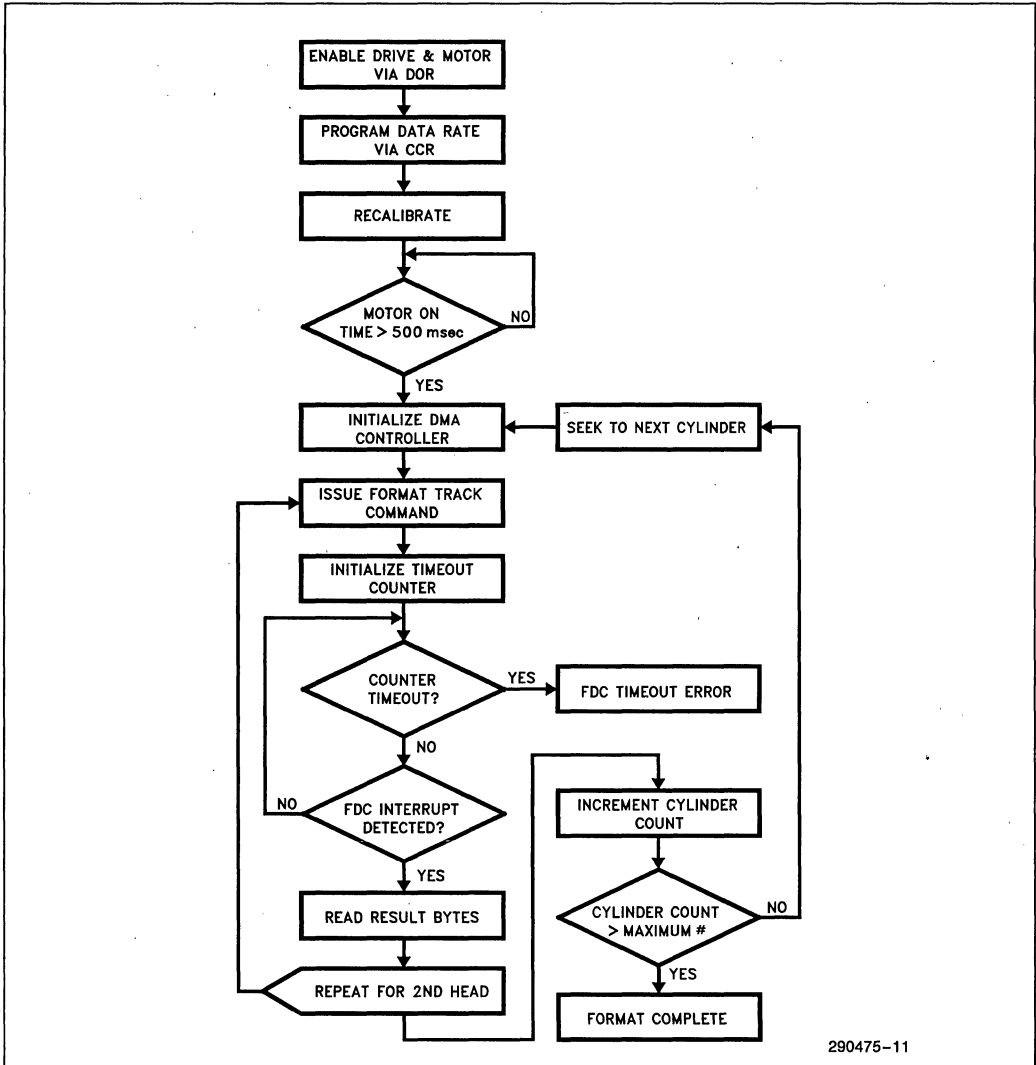 ENABLE DRIVE & MOTOR
VIA DOR
PROGRAM DATA RATE
VIA CCR
RECALIBRATE
MOTOR ON
TIME > 500 msec
NO
YES
INITIALIZE DMA
CONTROLLER
SEEK TO NEXT CYLINDER
ISSUE FORMAT TRACK
COMMAND
INITIALIZE TIMEOUT
COUNTER
COUNTER
TIMEOUT?
YES
FDC TIMEOUT ERROR
NO
FDC INTERRUPT
DETECTED?
NO
YES
READ RESULT BYTES
REPEAT FOR 2ND HEAD
INCREMENT CYLINDER
COUNT
CYLINDER COUNT
> MAXIMUM #
NO
YES
FORMAT COMPLETE
290475-11